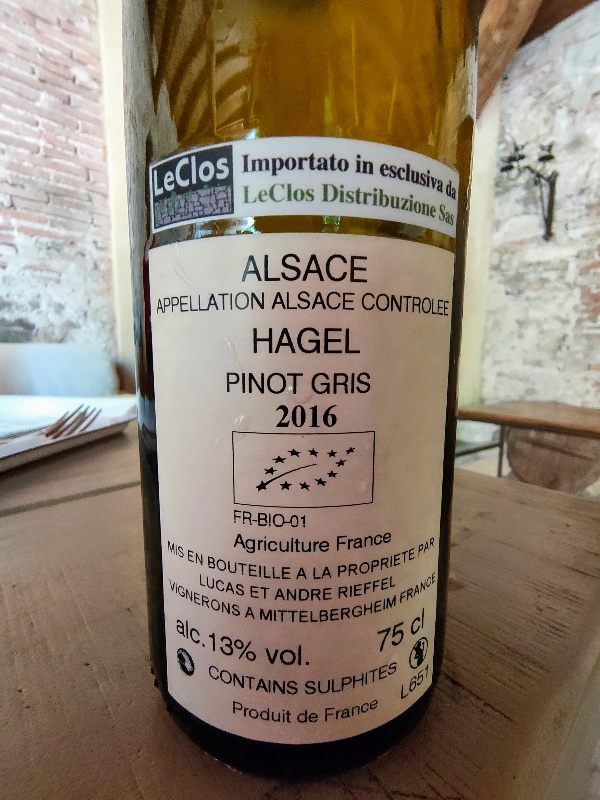 LeClos
Importato in esclusiva da
LeClos Distribuzione Sas
ALSACE
APPELLATION ALSACE CONTROLEE
HAGEL
PINOT GRIS
2016
FR-BIO-01
Agriculture France
MIS EN BOUTEILLE A LA PROPRIETE PAR
LUCAS ET ANDRE RIEFFEL
VIGNERONS A MITTELBERGHEIM FRANCE
alc.13% vol. 75 cl
CONTAINS SULPHITES
L651
Produit de France